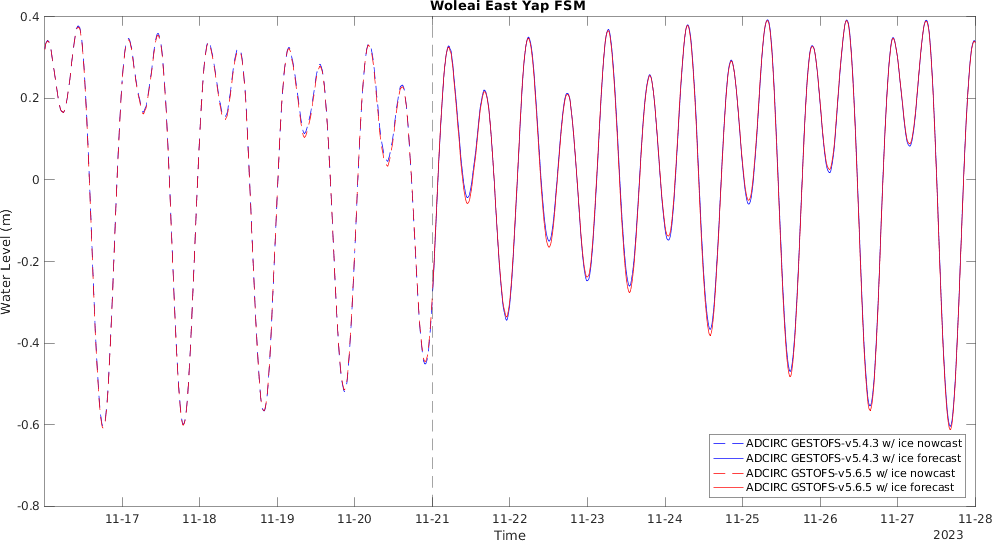 Woleai East Yap FSM
0.4
0.2
0
-0.2
-0.4
-0.6
-0.8
Water Level (m)
11-17 11-18 11-19 11-20 11-21 11-22 11-23 11-24 11-25 11-26 11-27 11-28
Time
2023
ADCIRC GESTOFS-v5.4.3 w/ ice nowcast
ADCIRC GESTOFS-v5.4.3 w/ ice forecast
ADCIRC GSTOFS-v5.6.5 w/ ice nowcast
ADCIRC GSTOFS-v5.6.5 w/ ice forecast